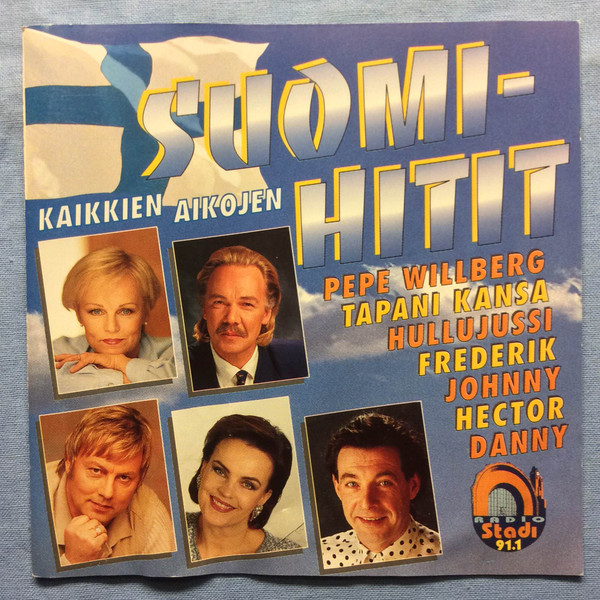 SUOMI-
HITIT
KAIKKIEN AIKOJEN
PEPE WILLBERG
TAPANI KANSA
HULLUJUSSI
FREDERIK
JOHNNY
HECTOR
DANNY
RADIO
Stadi
91.1